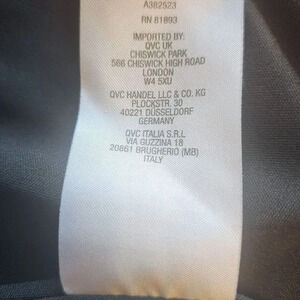 A382523
RN 81893
IMPORTED BY:
QVC UK
CHISWICK PARK
566 CHISWICK HIGH ROAD
LONDON
W4 5XU
QVC HANDEL LLC & CO. KG
PLOCKSTR. 30
40221 DUSSELDORF
GERMANY
QVC ITALIA S.R.L
VIA GUZZINA 18
20861 BRUGHERIO (MB)
ITALY